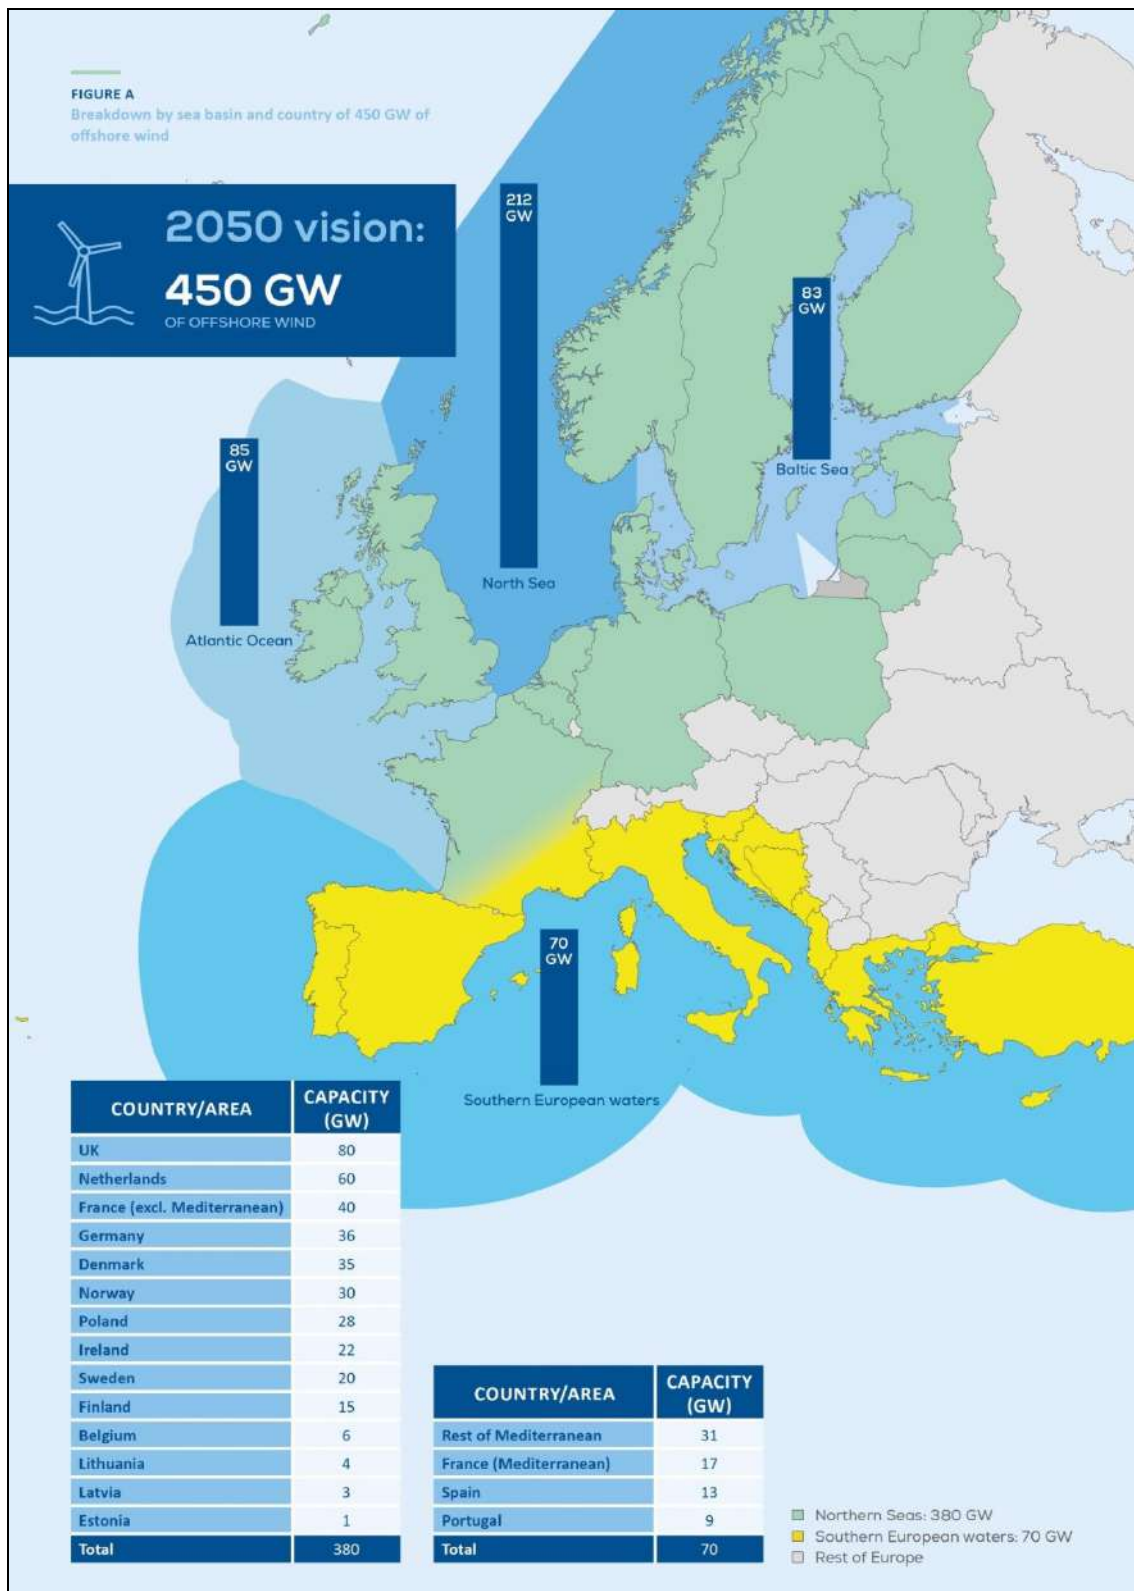 FIGURE A
Breakdown by sea basin and country of 450 GW of
offshore wind
2050 vision:
450 GW
OF OFFSHORE WIND
212
GW
North Sea
83
GW
Baltic Sea
85
GW
Atlantic Ocean
70
GW
Southern European waters
COUNTRY/AREA CAPACITY
(GW)
UK 80
Netherlands 60
France (excl. Mediterranean) 40
Germany 36
Denmark 35
Norway 30
Poland 28
Ireland 22
Sweden 20
Finland 15
Belgium 6
Lithuania 4
Latvia 3
Estonia 1
Total 380
COUNTRY/AREA CAPACITY
(GW)
Rest of Mediterranean 31
France (Mediterranean) 17
Spain 13
Portugal 9
Total 70
Northern Seas: 380 GW
Southern European waters: 70 GW
Rest of Europe